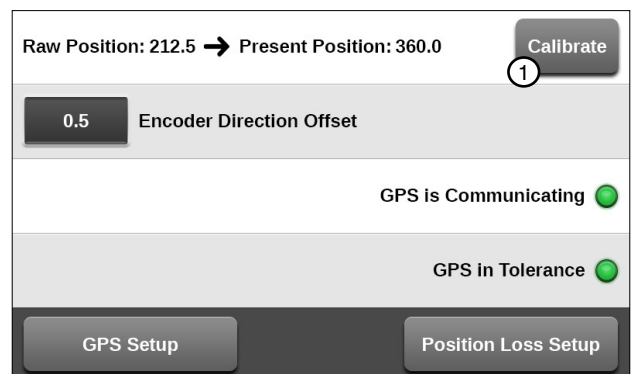 Raw Position: 212.5 → Present Position: 360.0
Calibrate
1
0.5 Encoder Direction Offset
GPS is Communicating
GPS in Tolerance
GPS Setup
Position Loss Setup